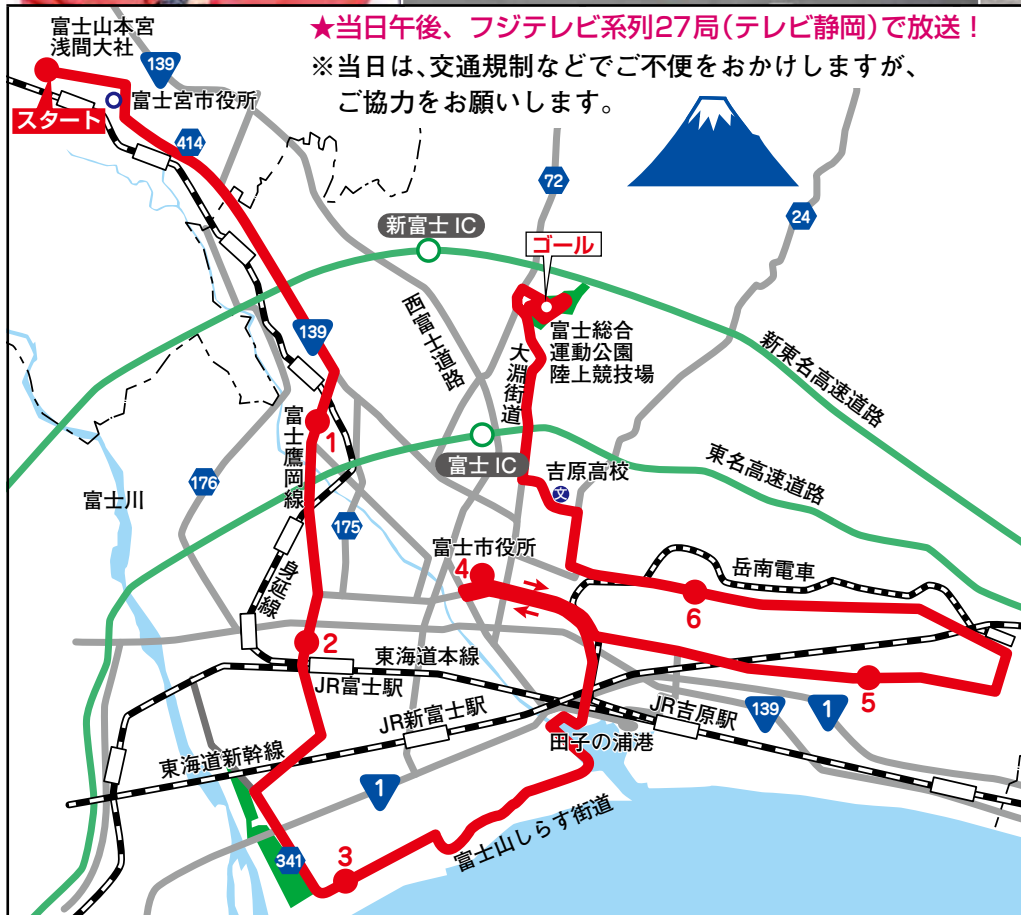 ★当日午後、フジテレビ系列27局(テレビ静岡)で放送！
※当日は、交通規制などでご不便をおかけしますが、
ご協力をお願いします。
富士山本宮
浅間大社
139
富士宮市役所
スタート
414
72
24
新富士 IC
ゴール
富士総合
運動公園
陸上競技場
西富士道路
大淵街道
新東名高速道路
139
1
富士鷹岡線
富士 IC
吉原高校
文
東名高速道路
176
富士川
175
富士市役所
4
岳南電車
身延線
6
2
東海道本線
JR富士駅
5
JR新富士駅
JR吉原駅
139
1
田子の浦港
東海道新幹線
1
富士山しらす街道
341
3